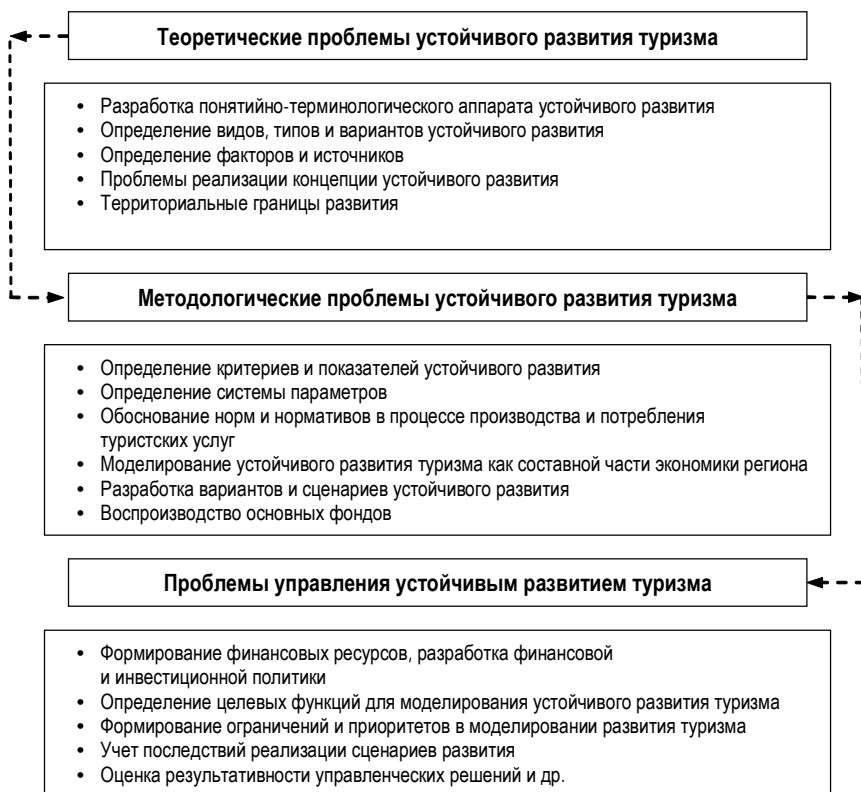 Теоретические проблемы устойчивого развития туризма
• Разработка понятийно-терминологического аппарата устойчивого развития
• Определение видов, типов и вариантов устойчивого развития
• Определение факторов и источников
• Проблемы реализации концепции устойчивого развития
• Территориальные границы развития
Методологические проблемы устойчивого развития туризма
• Определение критериев и показателей устойчивого развития
• Определение системы параметров
• Обоснование норм и нормативов в процессе производства и потребления
туристских услуг
• Моделирование устойчивого развития туризма как составной части экономики региона
• Разработка вариантов и сценариев устойчивого развития
• Воспроизводство основных фондов
Проблемы управления устойчивым развитием туризма
• Формирование финансовых ресурсов, разработка финансовой
и инвестиционной политики
• Определение целевых функций для моделирования устойчивого развития туризма
• Формирование ограничений и приоритетов в моделировании развития туризма
• Учет последствий реализации сценариев развития
• Оценка результативности управленческих решений и др.